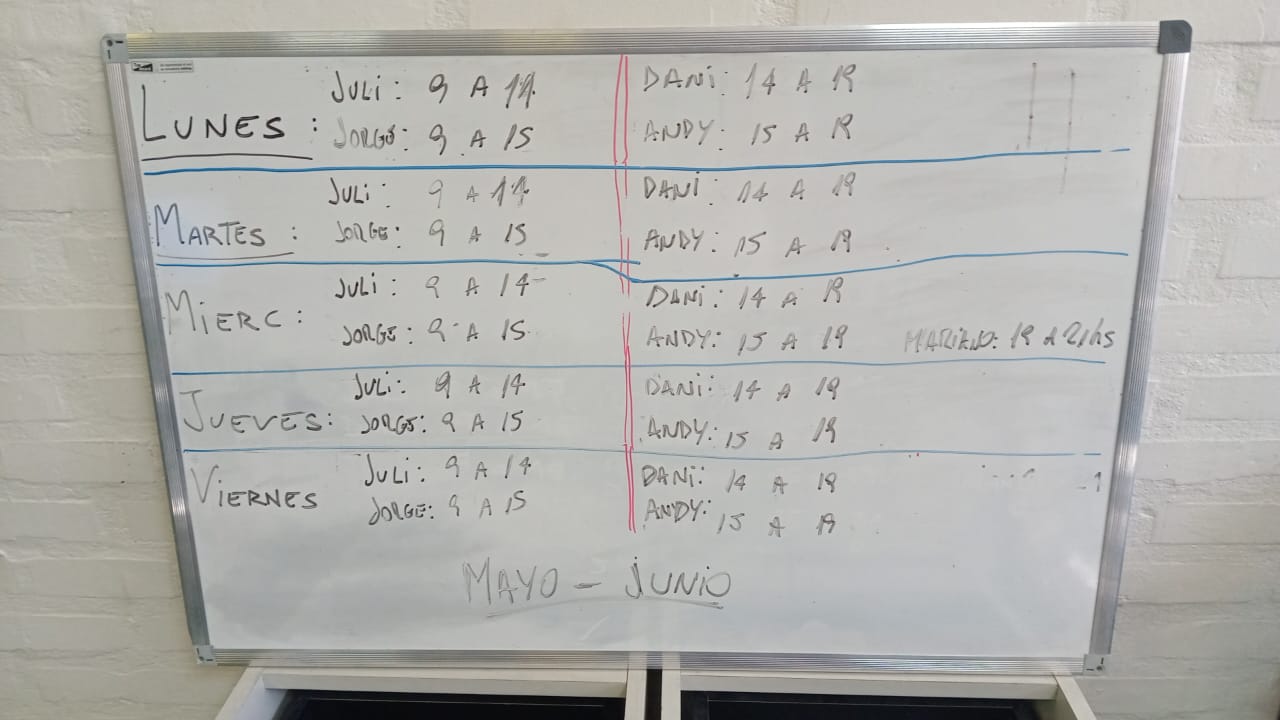 LUNES: JULI: 9 A 14 DANI: 14 A 19
JORGE: 9 A 15 ANDY: 15 A 19
MARTES: JULI: 9 A 14 DANI: 14 A 19
JORGE: 9 A 15 ANDY: 15 A 19
MIERC: JULI: 9 A 14 DANI: 14 A 19
JORGE: 9 A 15 ANDY: 15 A 19 MARIANO: 19 A 21hs
JUEVES: JULI: 9 A 14 DANI: 14 A 19
JORGE: 9 A 15 ANDY: 15 A 19
VIERNES JULI: 9 A 14 DANI: 14 A 19
JORGE: 9 A 15 ANDY: 15 A 19
MAYO - JUNIO